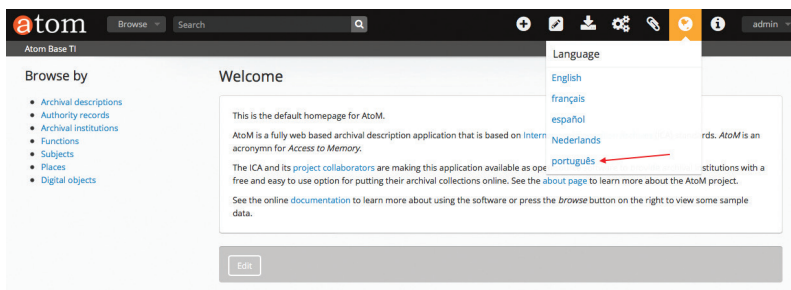 atom Browse Search admin
Atom Base TI
Language
English
français
español
Nederlands
português
Browse by
Archival descriptions
Authority records
Archival institutions
Functions
Subjects
Places
Digital objects
Welcome
This is the default homepage for AtoM.
AtoM is a fully web based archival description application that is based on Intern rds. AtoM is an
acronymn for Access to Memory.
The ICA and its project collaborators are making this application available as ope stitutions with a
free and easy to use option for putting their archival collections online. See the about page to learn more about the AtoM project.
See the online documentation to learn more about using the software or press the browse button on the right to view some sample
data.
Edit